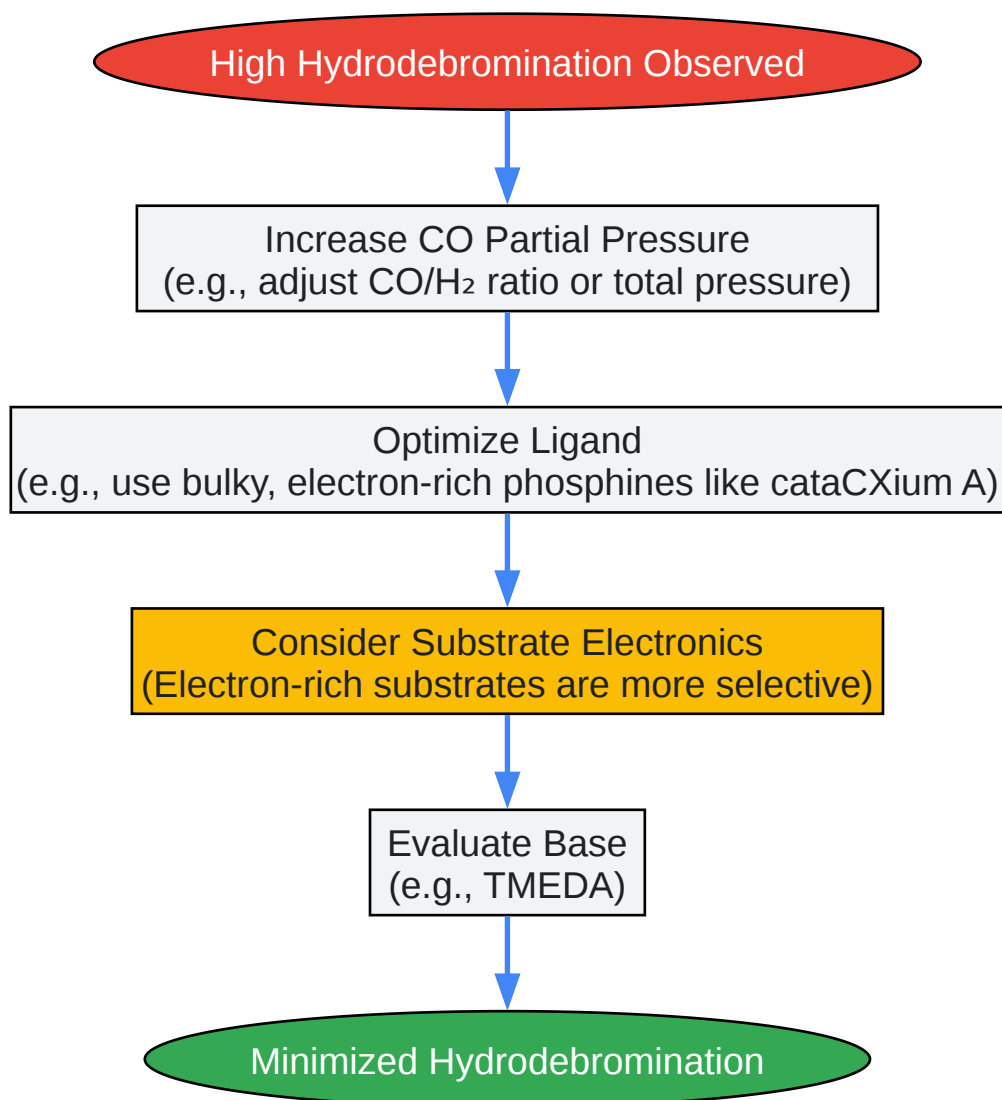 High Hydrodebromination Observed
Increase CO Partial Pressure
(e.g., adjust CO/H₂ ratio or total pressure)
Optimize Ligand
(e.g., use bulky, electron-rich phosphines like cataCXium A)
Consider Substrate Electronics
(Electron-rich substrates are more selective)
Evaluate Base
(e.g., TMEDA)
Minimized Hydrodebromination